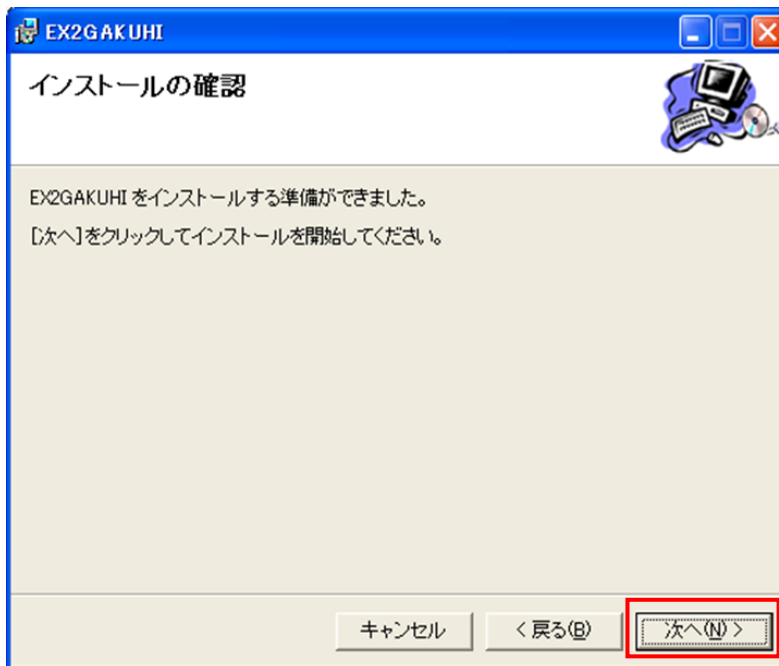 EX2GAKUHI
インストールの確認
EX2GAKUHI をインストールする準備ができました。
[次へ]をクリックしてインストールを開始してください。
キャンセル
< 戻る(B)
次へ(N) >